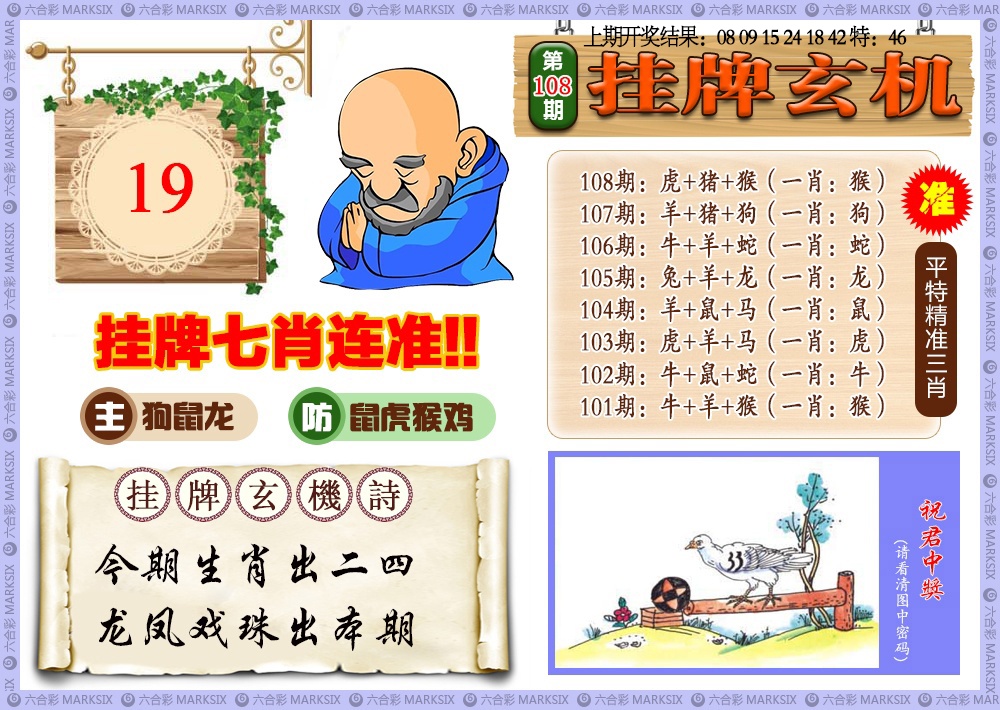 六合彩 MARKSIX
上期开奖结果：08 09 15 24 18 42 特：46
第108期
挂牌玄机
19
108期：虎+猪+猴（一肖：猴）
107期：羊+猪+狗（一肖：狗）
106期：牛+羊+蛇（一肖：蛇）
105期：兔+羊+龙（一肖：龙）
104期：羊+鼠+马（一肖：鼠）
103期：虎+羊+马（一肖：虎）
102期：牛+鼠+蛇（一肖：牛）
101期：牛+羊+猴（一肖：猴）
准
平特精准三肖
挂牌七肖连准!!
主 狗鼠龙
防 鼠虎猴鸡
挂牌玄機詩
今期生肖出二四
龙凤戏珠出本期
祝君中獎
（请看清图中密码）